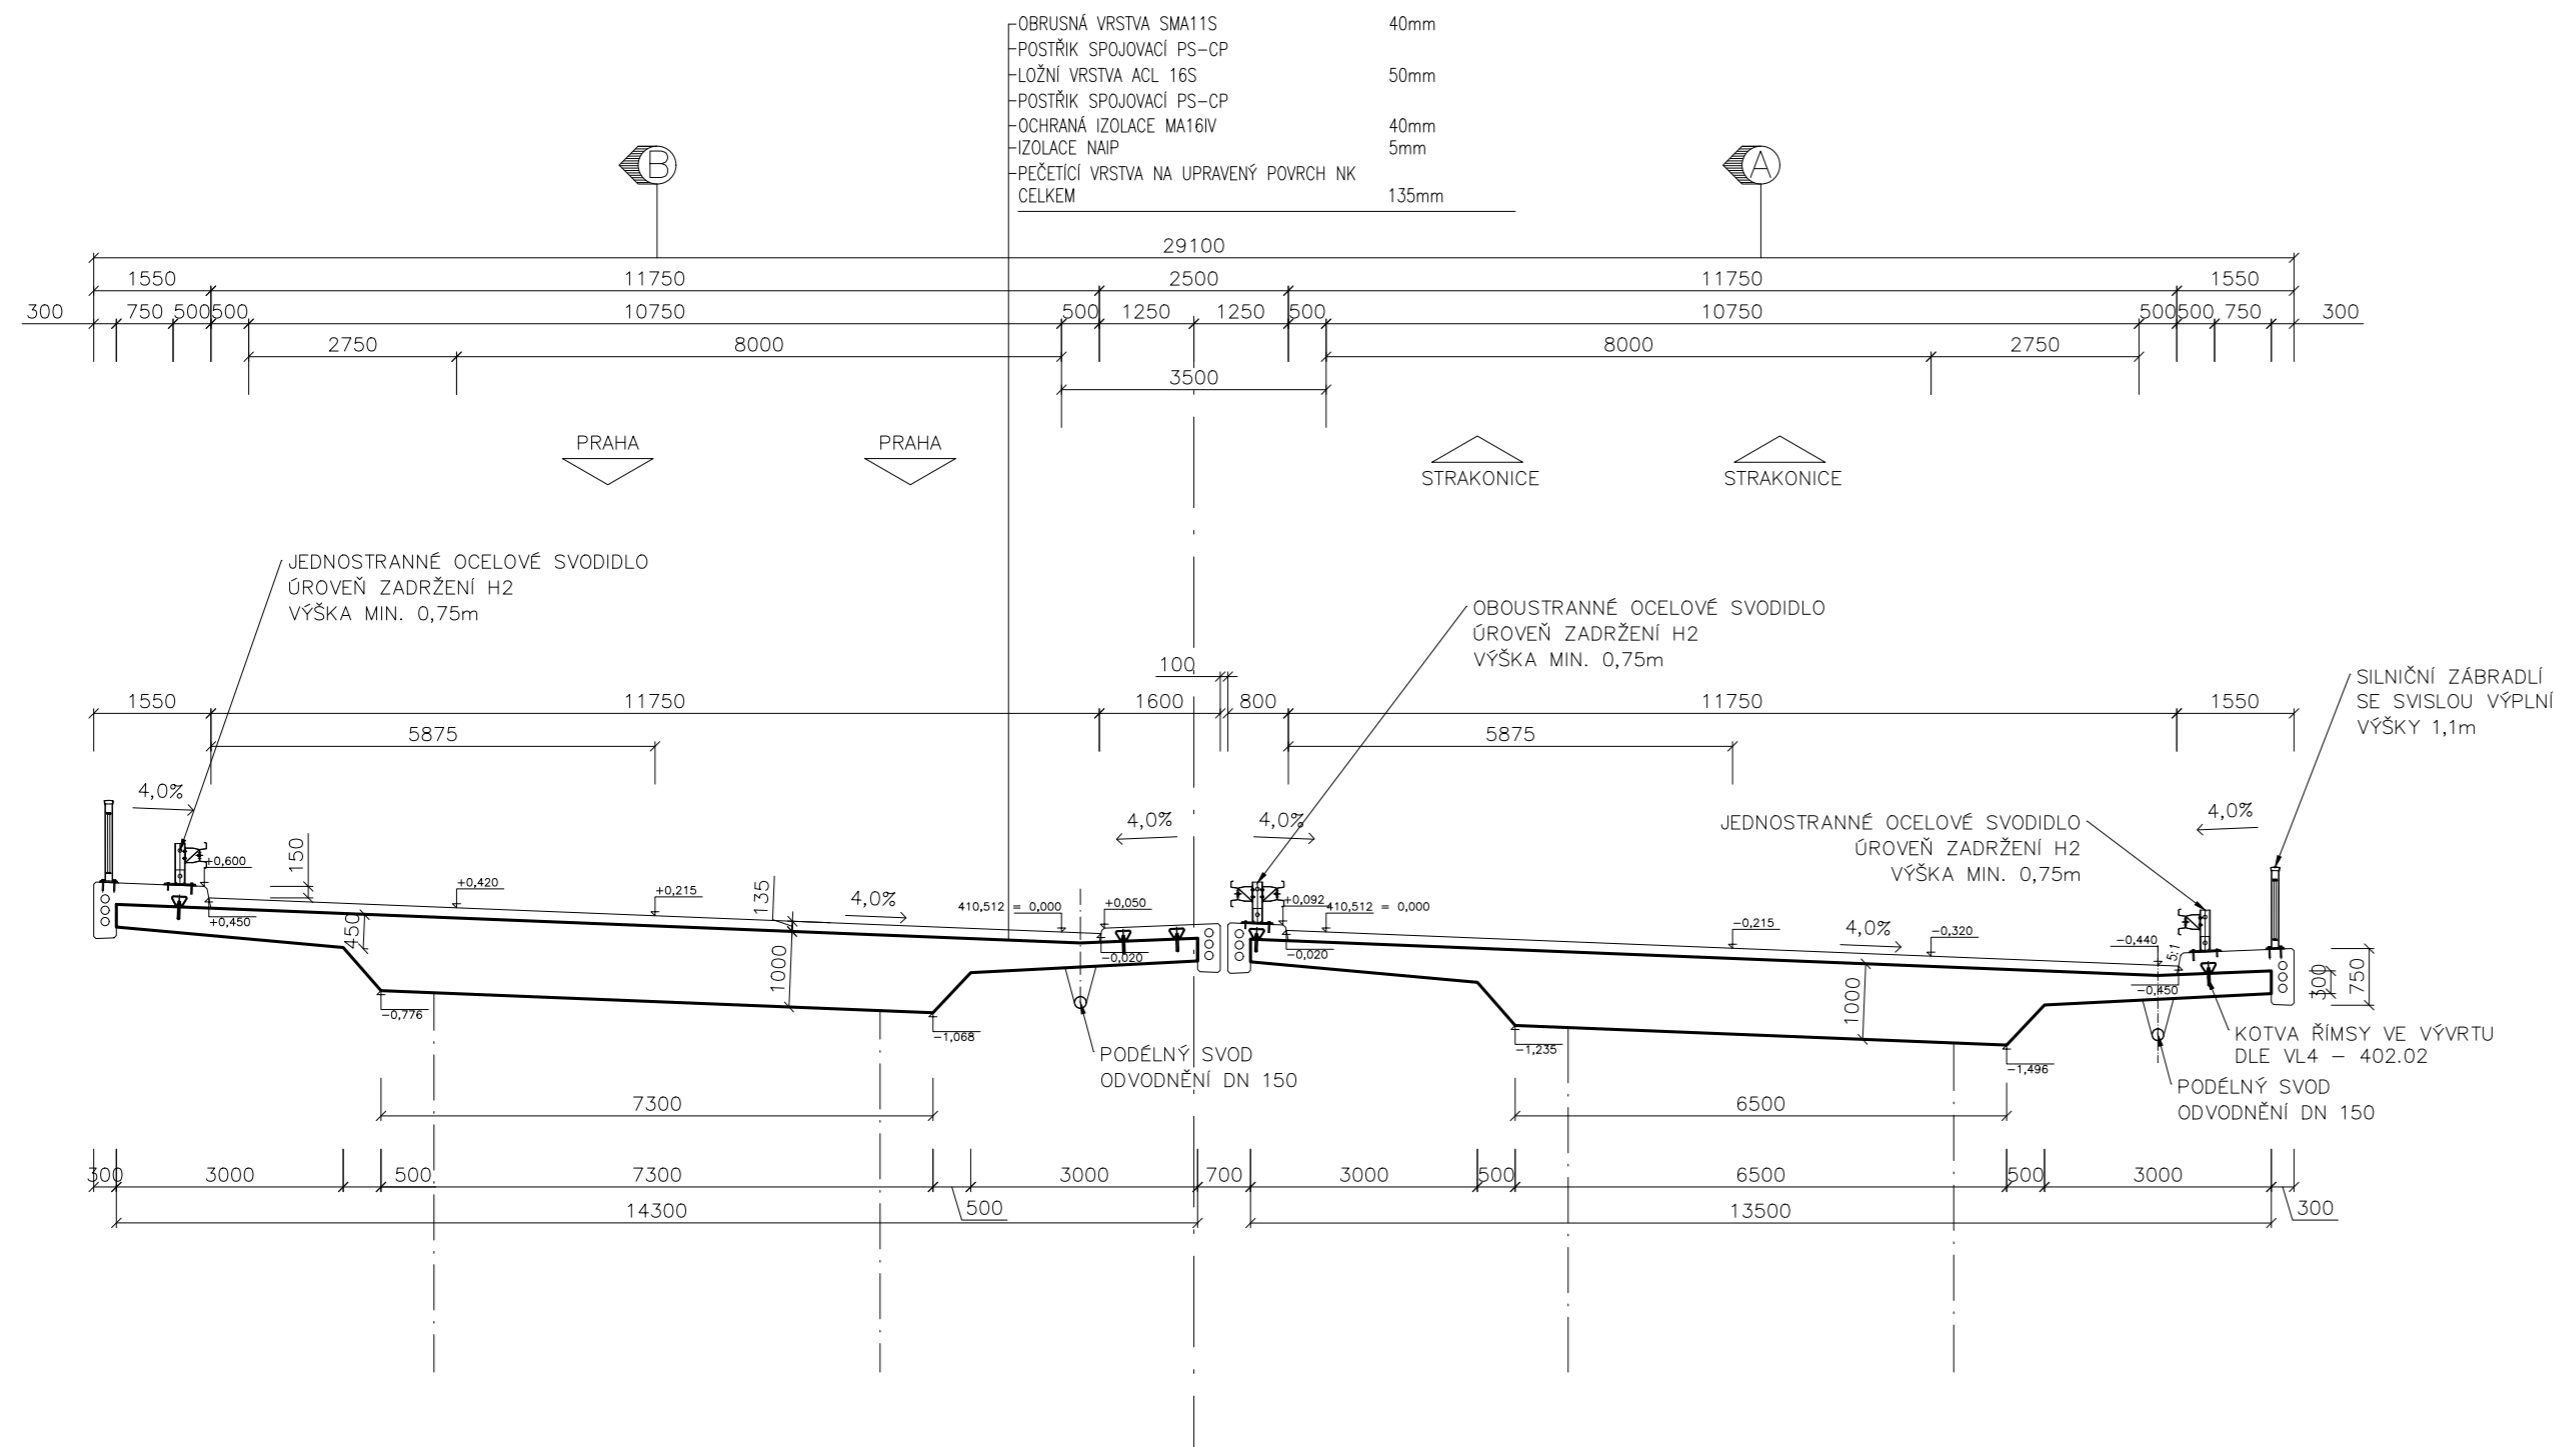 OBRUSNÁ VRSTVA SMA11S 40mm
POSTŘIK SPOJOVACÍ PS-CP
LOŽNÍ VRSTVA ACL 16S 50mm
POSTŘIK SPOJOVACÍ PS-CP
OCHRANÁ IZOLACE MA16IV 40mm
IZOLACE NAIP 5mm
PEČETÍCÍ VRSTVA NA UPRAVENÝ POVRCH NK
CELKEM 135mm
B A
29100
1550 11750 2500 11750 1550
300 750 500 500 10750 500 1250 1250 500 10750 500 500 750 300
2750 8000 8000 2750
3500
PRAHA PRAHA
STRAKONICE STRAKONICE
JEDNOSTRANNÉ OCELOVÉ SVODIDLO
ÚROVEŇ ZADRŽENÍ H2
VÝŠKA MIN. 0,75m
OBOUSTRANNÉ OCELOVÉ SVODIDLO
ÚROVEŇ ZADRŽENÍ H2
VÝŠKA MIN. 0,75m
SILNIČNÍ ZÁBRADLÍ
SE SVISLOU VÝPLNÍ
VÝŠKY 1,1m
100
1550 11750 1600 800 11750 1550
5875 5875
4,0% 4,0% 4,0% 4,0%
JEDNOSTRANNÉ OCELOVÉ SVODIDLO
ÚROVEŇ ZADRŽENÍ H2
VÝŠKA MIN. 0,75m
+0,600 150 +0,420 +0,215 135 4,0% 410,512 = 0,000 +0,050 +0,092 410,512 = 0,000
+0,450 450 1000 -0,020 -0,020 -0,215 4,0% -0,320 -0,440 5:1
-0,450 300 750
1000
-0,776 -1,068 -1,235 -1,496
PODÉLNÝ SVOD
ODVODNĚNÍ DN 150
KOTVA ŘÍMSY VE VÝVRTU
DLE VL4 - 402.02
PODÉLNÝ SVOD
ODVODNĚNÍ DN 150
7300 6500
300 3000 500 7300 3000 700 3000 500 6500 500 3000
500 300
14300 13500